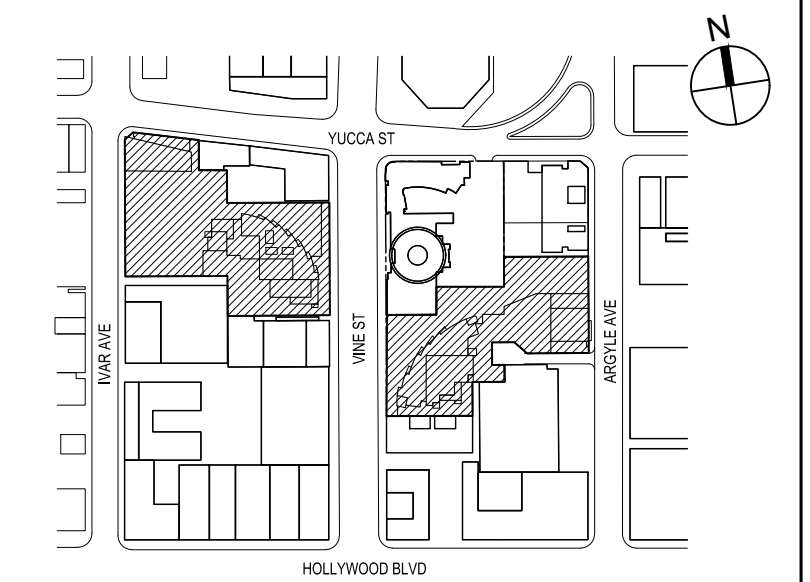 N
YUCCA ST
IVAR AVE
VINE ST
ARGYLE AVE
HOLLYWOOD BLVD